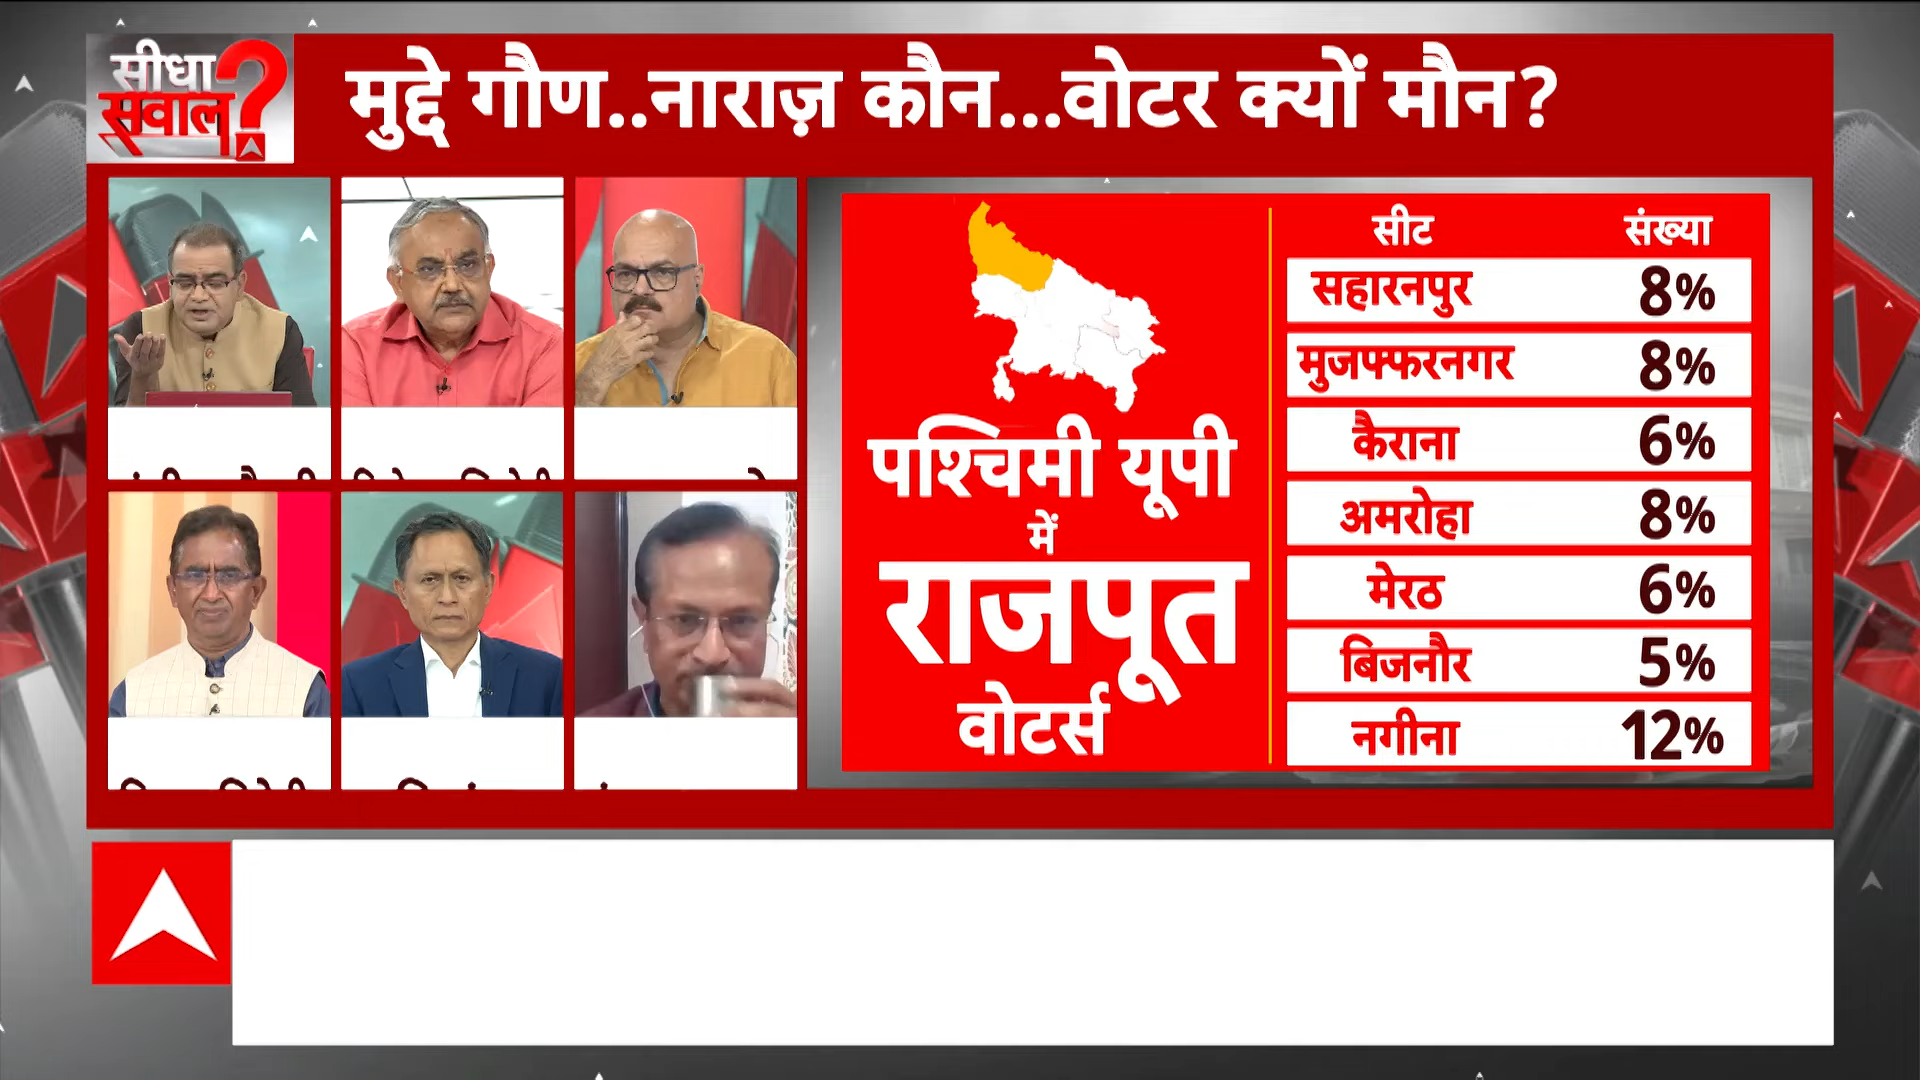 सीधा
सवाल?
मुद्दे गौण..नाराज़ कौन...वोटर क्यों मौन?
पश्चिमी यूपी
में
राजपूत
वोटर्स
सीट संख्या
सहारनपुर 8%
मुजफ्फरनगर 8%
कैराना 6%
अमरोहा 8%
मेरठ 6%
बिजनौर 5%
नगीना 12%